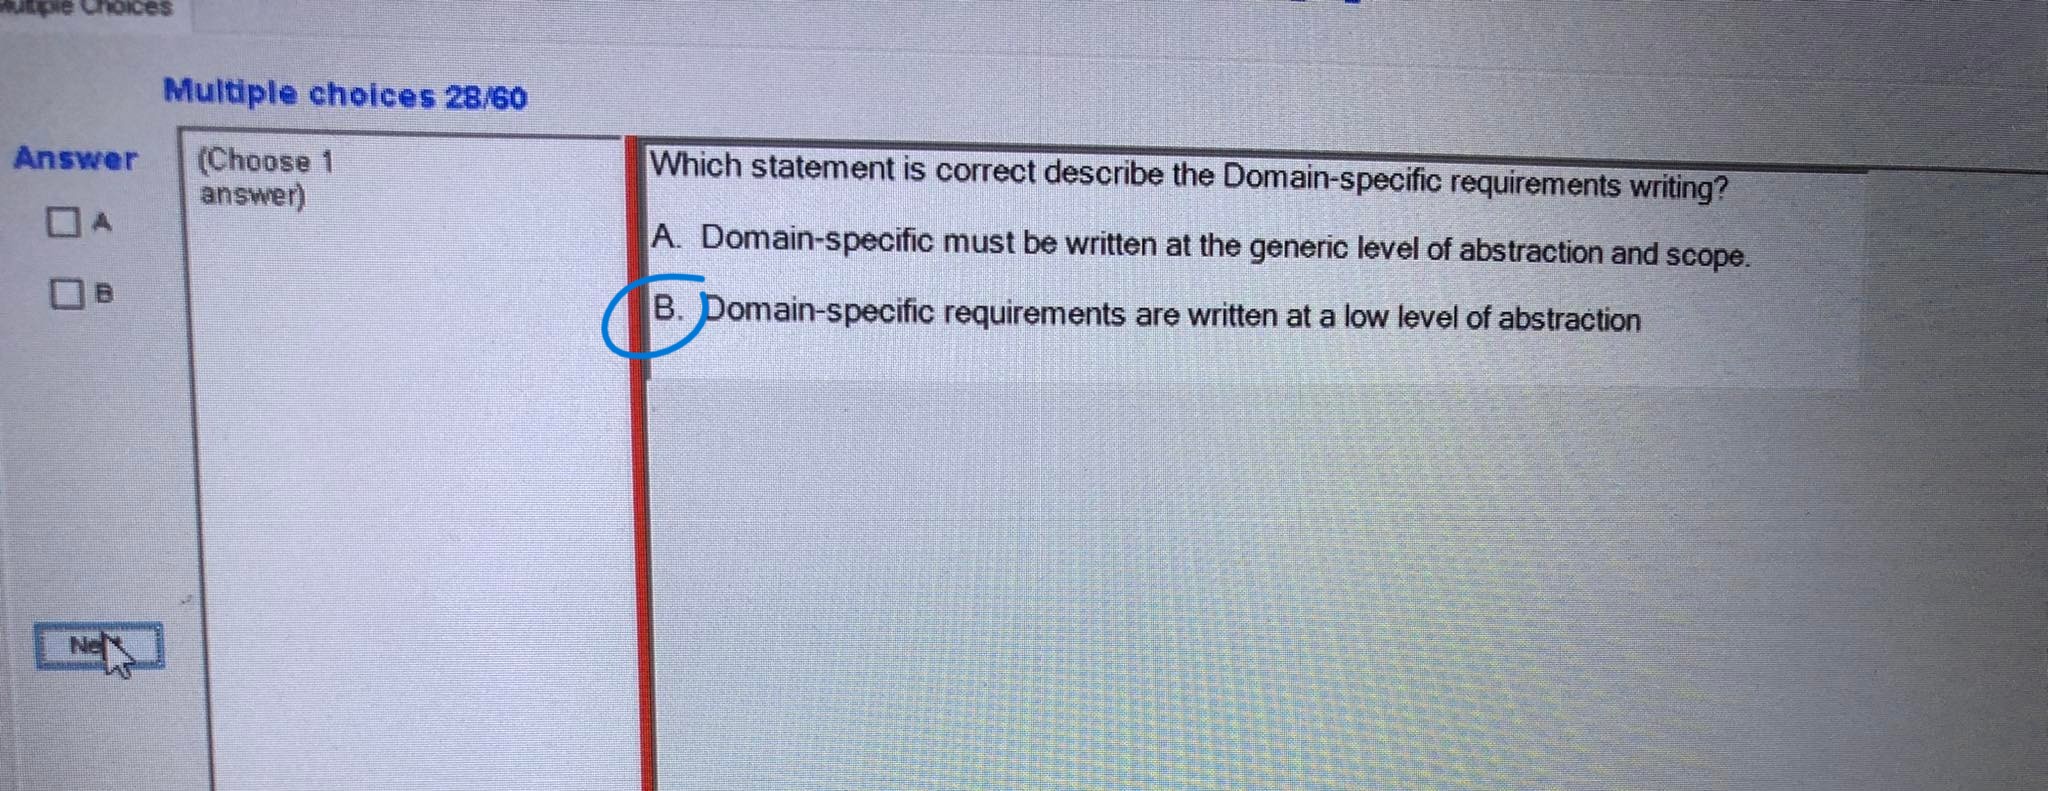 Multiple Choices
Multiple choices 28/60
Answer
(Choose 1
answer)
A
B
Which statement is correct describe the Domain-specific requirements writing?
A. Domain-specific must be written at the generic level of abstraction and scope.
B. Domain-specific requirements are written at a low level of abstraction